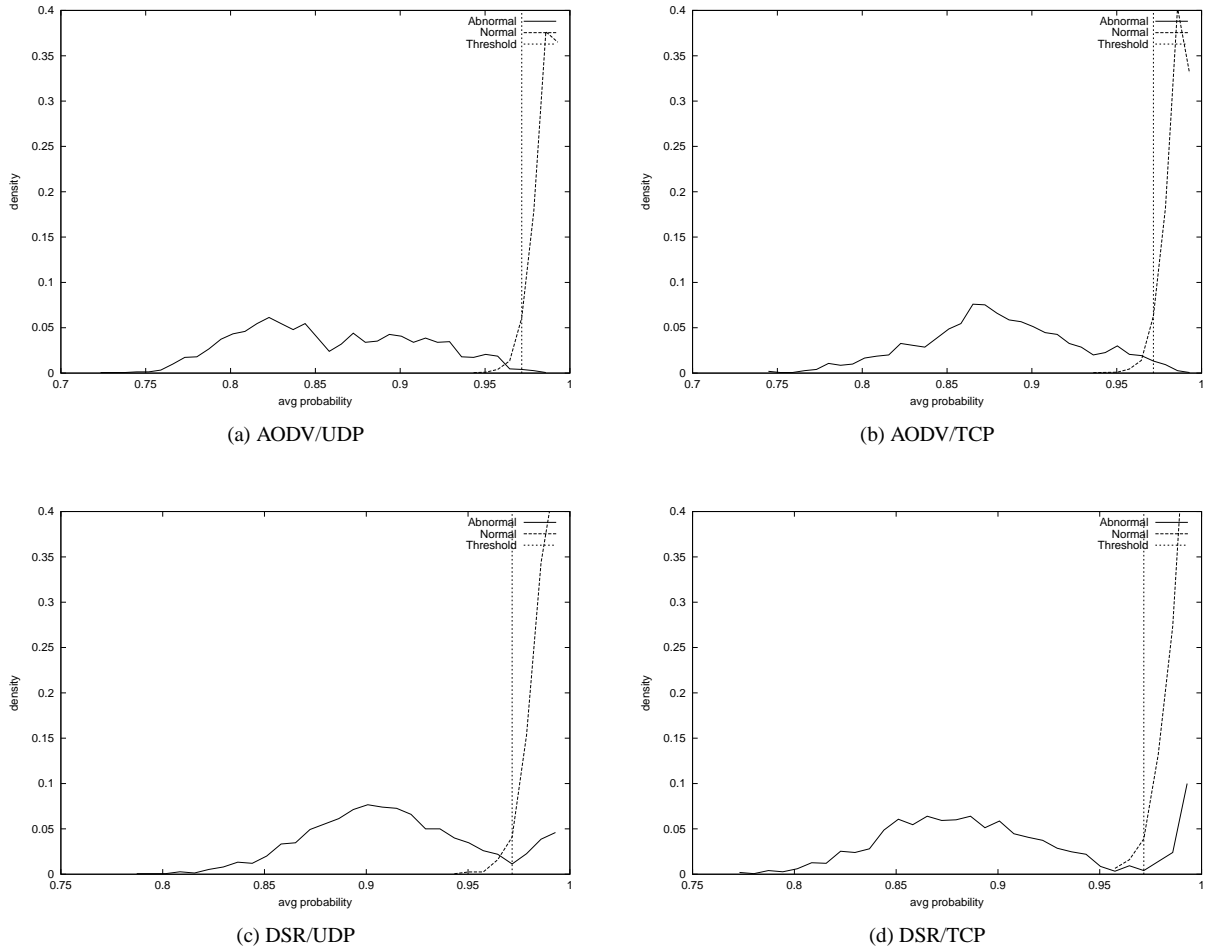 0.4
0.35
0.3
0.25
0.2
0.15
0.1
0.05
0
0.7
0.75
0.8
0.85
0.9
0.95
1
density
avg probability
Abnormal
Normal
Threshold
(a) AODV/UDP
0.4
0.35
0.3
0.25
0.2
0.15
0.1
0.05
0
0.7
0.75
0.8
0.85
0.9
0.95
1
density
avg probability
Abnormal
Normal
Threshold
(b) AODV/TCP
0.4
0.35
0.3
0.25
0.2
0.15
0.1
0.05
0
0.75
0.8
0.85
0.9
0.95
1
density
avg probability
Abnormal
Normal
Threshold
(c) DSR/UDP
0.4
0.35
0.3
0.25
0.2
0.15
0.1
0.05
0
0.75
0.8
0.85
0.9
0.95
1
density
avg probability
Abnormal
Normal
Threshold
(d) DSR/TCP